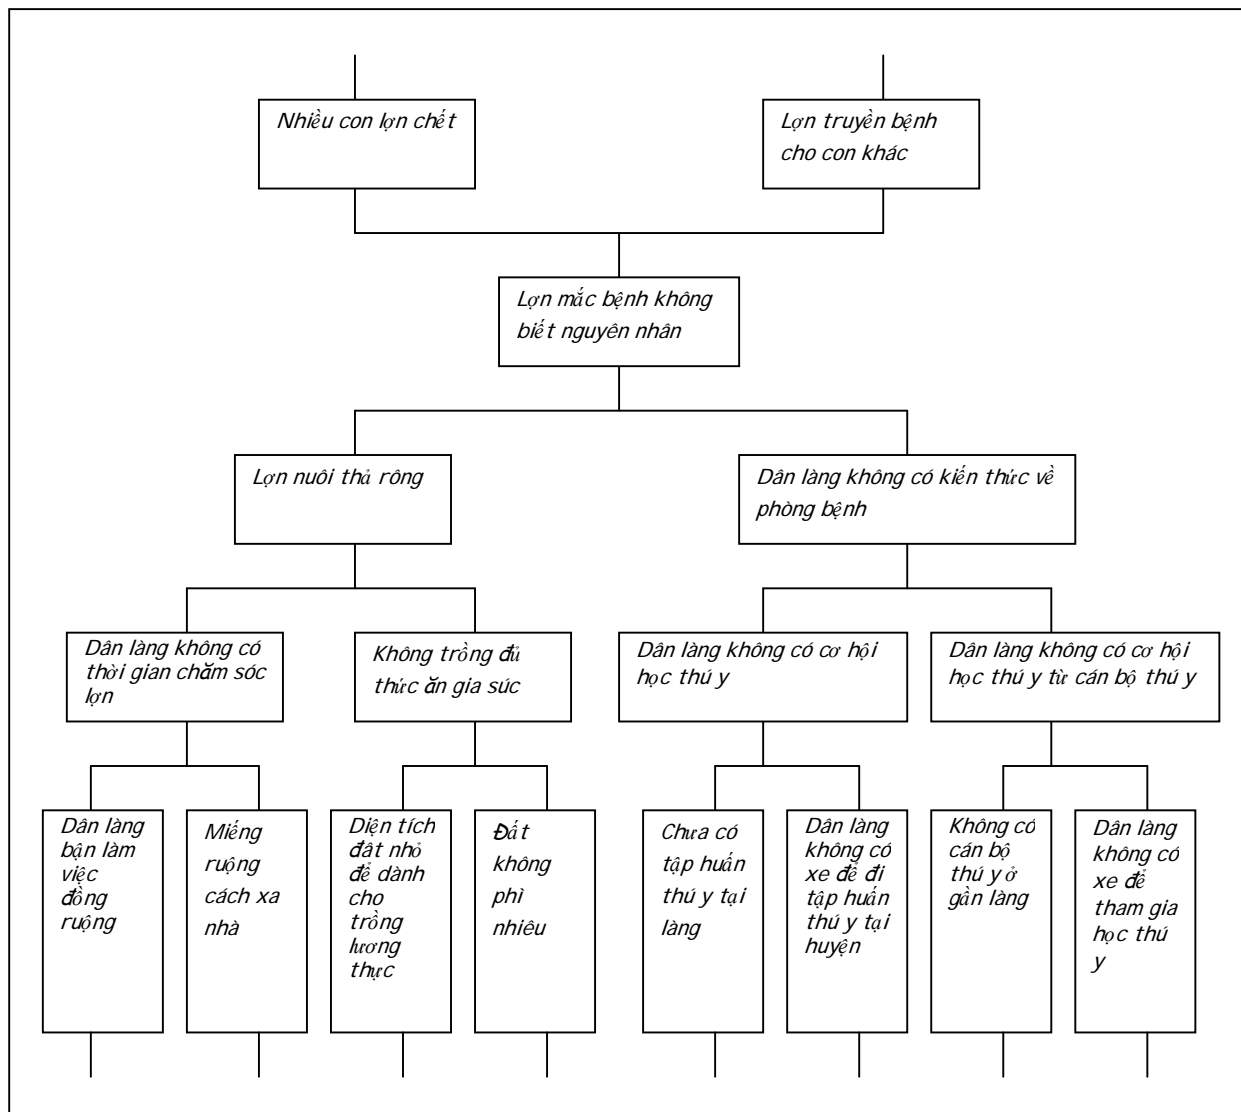 Nhiều con lợn chết
Lợn truyền bệnh
cho con khác
Lợn mắc bệnh không
biết nguyên nhân
Lợn nuôi thả rông
Dân làng không có kiến thức về
phòng bệnh
Dân làng không có
thời gian chăm sóc
lợn
Không trồng đủ
thức ăn gia súc
Dân làng không có cơ hội
học thú y
Dân làng không có cơ hội
học thú y từ cán bộ thú y
Dân làng
bận làm
việc
đồng
ruộng
Miếng
ruộng
cách xa
nhà
Diện tích
đât nhỏ
để dành
cho
trồng
lương
thực
Đất
không
phì
nhiêu
Chưa có
tập huấn
thú y tại
làng
Dân làng
không có
xe để đi
tập huấn
thú y tại
huyện
Không có
cán bộ
thú y ở
gần làng
Dân làng
không có
xe để
tham gia
học thú
y